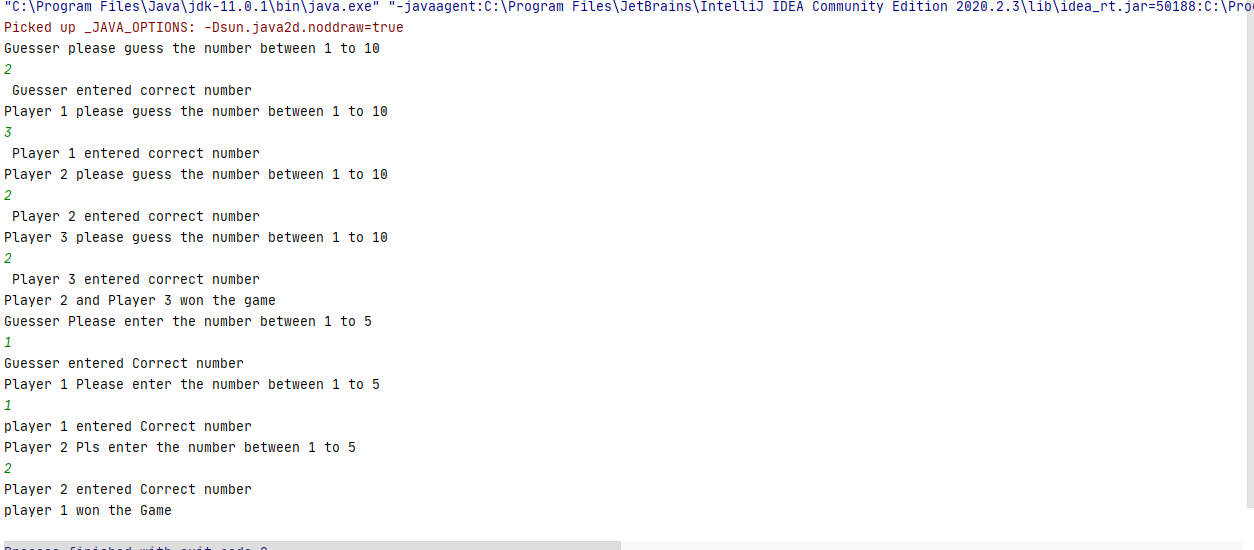 "C:\Program Files\Java\jdk-11.0.1\bin\java.exe" "-javaagent:C:\Program Files\JetBrains\IntelliJ IDEA Community Edition 2020.2.3\lib\idea_rt.jar=50188:C:\Pro
Picked up _JAVA_OPTIONS: -Dsun.java2d.noddraw=true
Guesser please guess the number between 1 to 10
2
Guesser entered correct number
Player 1 please guess the number between 1 to 10
3
Player 1 entered correct number
Player 2 please guess the number between 1 to 10
2
Player 2 entered correct number
Player 3 please guess the number between 1 to 10
2
Player 3 entered correct number
Player 2 and Player 3 won the game
Guesser Please enter the number between 1 to 5
1
Guesser entered Correct number
Player 1 Please enter the number between 1 to 5
1
player 1 entered Correct number
Player 2 Pls enter the number between 1 to 5
2
Player 2 entered Correct number
player 1 won the Game
Process finished with exit code 0